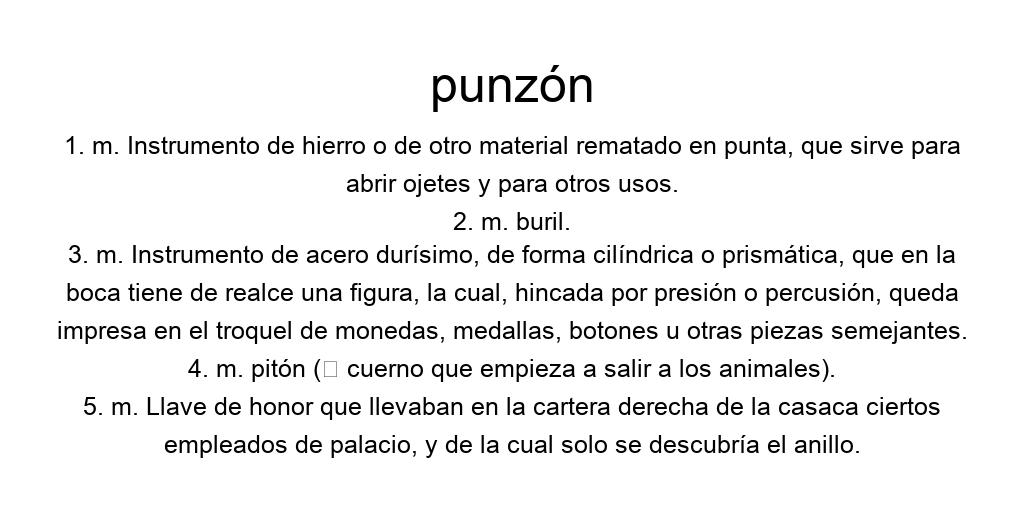 punzón
1. m. Instrumento de hierro o de otro material rematado en punta, que sirve para
abrir ojetes y para otros usos.
2. m. buril.
3. m. Instrumento de acero durísimo, de forma cilíndrica o prismática, que en la
boca tiene de realce una figura, la cual, hincada por presión o percusión, queda
impresa en el troquel de monedas, medallas, botones u otras piezas semejantes.
4. m. pitón (▯ cuerno que empieza a salir a los animales).
5. m. Llave de honor que llevaban en la cartera derecha de la casaca ciertos
empleados de palacio, y de la cual solo se descubría el anillo.